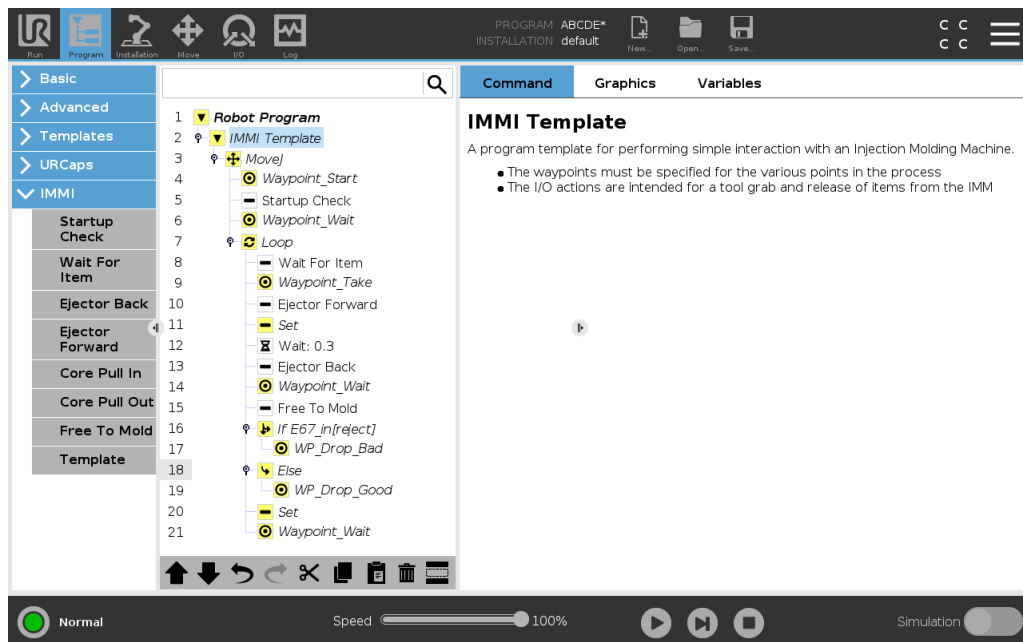 PROGRAM ABCDE*
INSTALLATION default
Run Program Installation Move I/O Log New... Open... Save...
C C
C C
Basic
Advanced
Templates
URCaps
IMMI
Startup
Check
Wait For
Item
Ejector Back
Ejector
Forward
Core Pull In
Core Pull Out
Free To Mold
Template
1 Robot Program
2 IMMI Template
3 MoveJ
4 Waypoint_Start
5 Startup Check
6 Waypoint_Wait
7 Loop
8 Wait For Item
9 Waypoint_Take
10 Ejector Forward
11 Set
12 Wait: 0.3
13 Ejector Back
14 Waypoint_Wait
15 Free To Mold
16 If E67_in[reject]
17 WP_Drop_Bad
18 Else
19 WP_Drop_Good
20 Set
21 Waypoint_Wait
Command Graphics Variables
IMMI Template
A program template for performing simple interaction with an Injection Molding Machine.
• The waypoints must be specified for the various points in the process
• The I/O actions are intended for a tool grab and release of items from the IMM
Normal
Speed 100%
Simulation